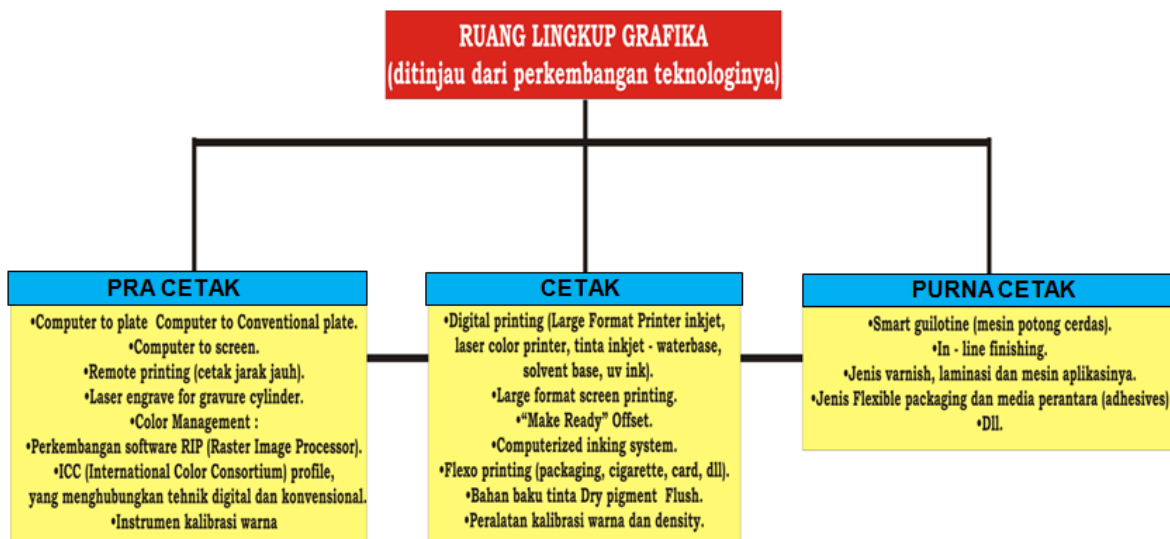 RUANG LINGKUP GRAFIKA
(ditinjau dari perkembangan teknologinya)
PRA CETAK
•Computer to plate Computer to Conventional plate.
•Computer to screen.
•Remote printing (cetak jarak jauh).
•Laser engrave for gravure cylinder.
•Color Management :
•Perkembangan software RIP (Raster Image Processor).
•ICC (International Color Consortium) profile,
yang menghubungkan tehnik digital dan konvensional.
•Instrumen kalibrasi warna
CETAK
•Digital printing (Large Format Printer inkjet,
laser color printer, tinta inkjet - waterbase,
solvent base, uv ink).
•Large format screen printing.
•“Make Ready” Offset.
•Computerized inking system.
•Flexo printing (packaging, cigarette, card, dll).
•Bahan baku tinta Dry pigment Flush.
•Peralatan kalibrasi warna dan density.
PURNA CETAK
•Smart guilotine (mesin potong cerdas).
•In - line finishing.
•Jenis varnish, laminasi dan mesin aplikasinya.
•Jenis Flexible packaging dan media perantara (adhesives)
•Dll.